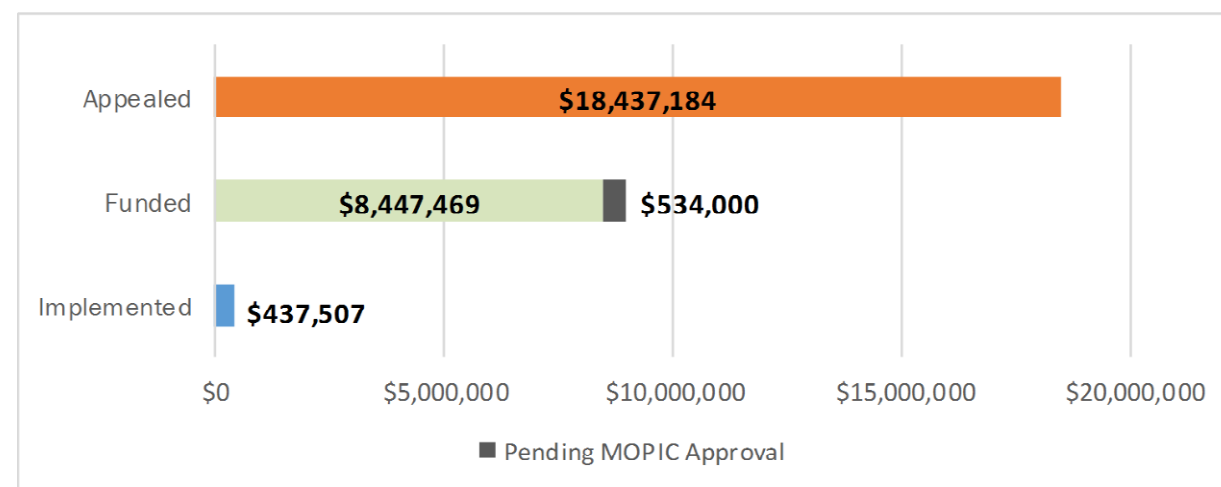 Appealed
$18,437,184
Funded
$8,447,469
$534,000
Implemented
$437,507
$0 $5,000,000 $10,000,000 $15,000,000 $20,000,000
Pending MOPIC Approval